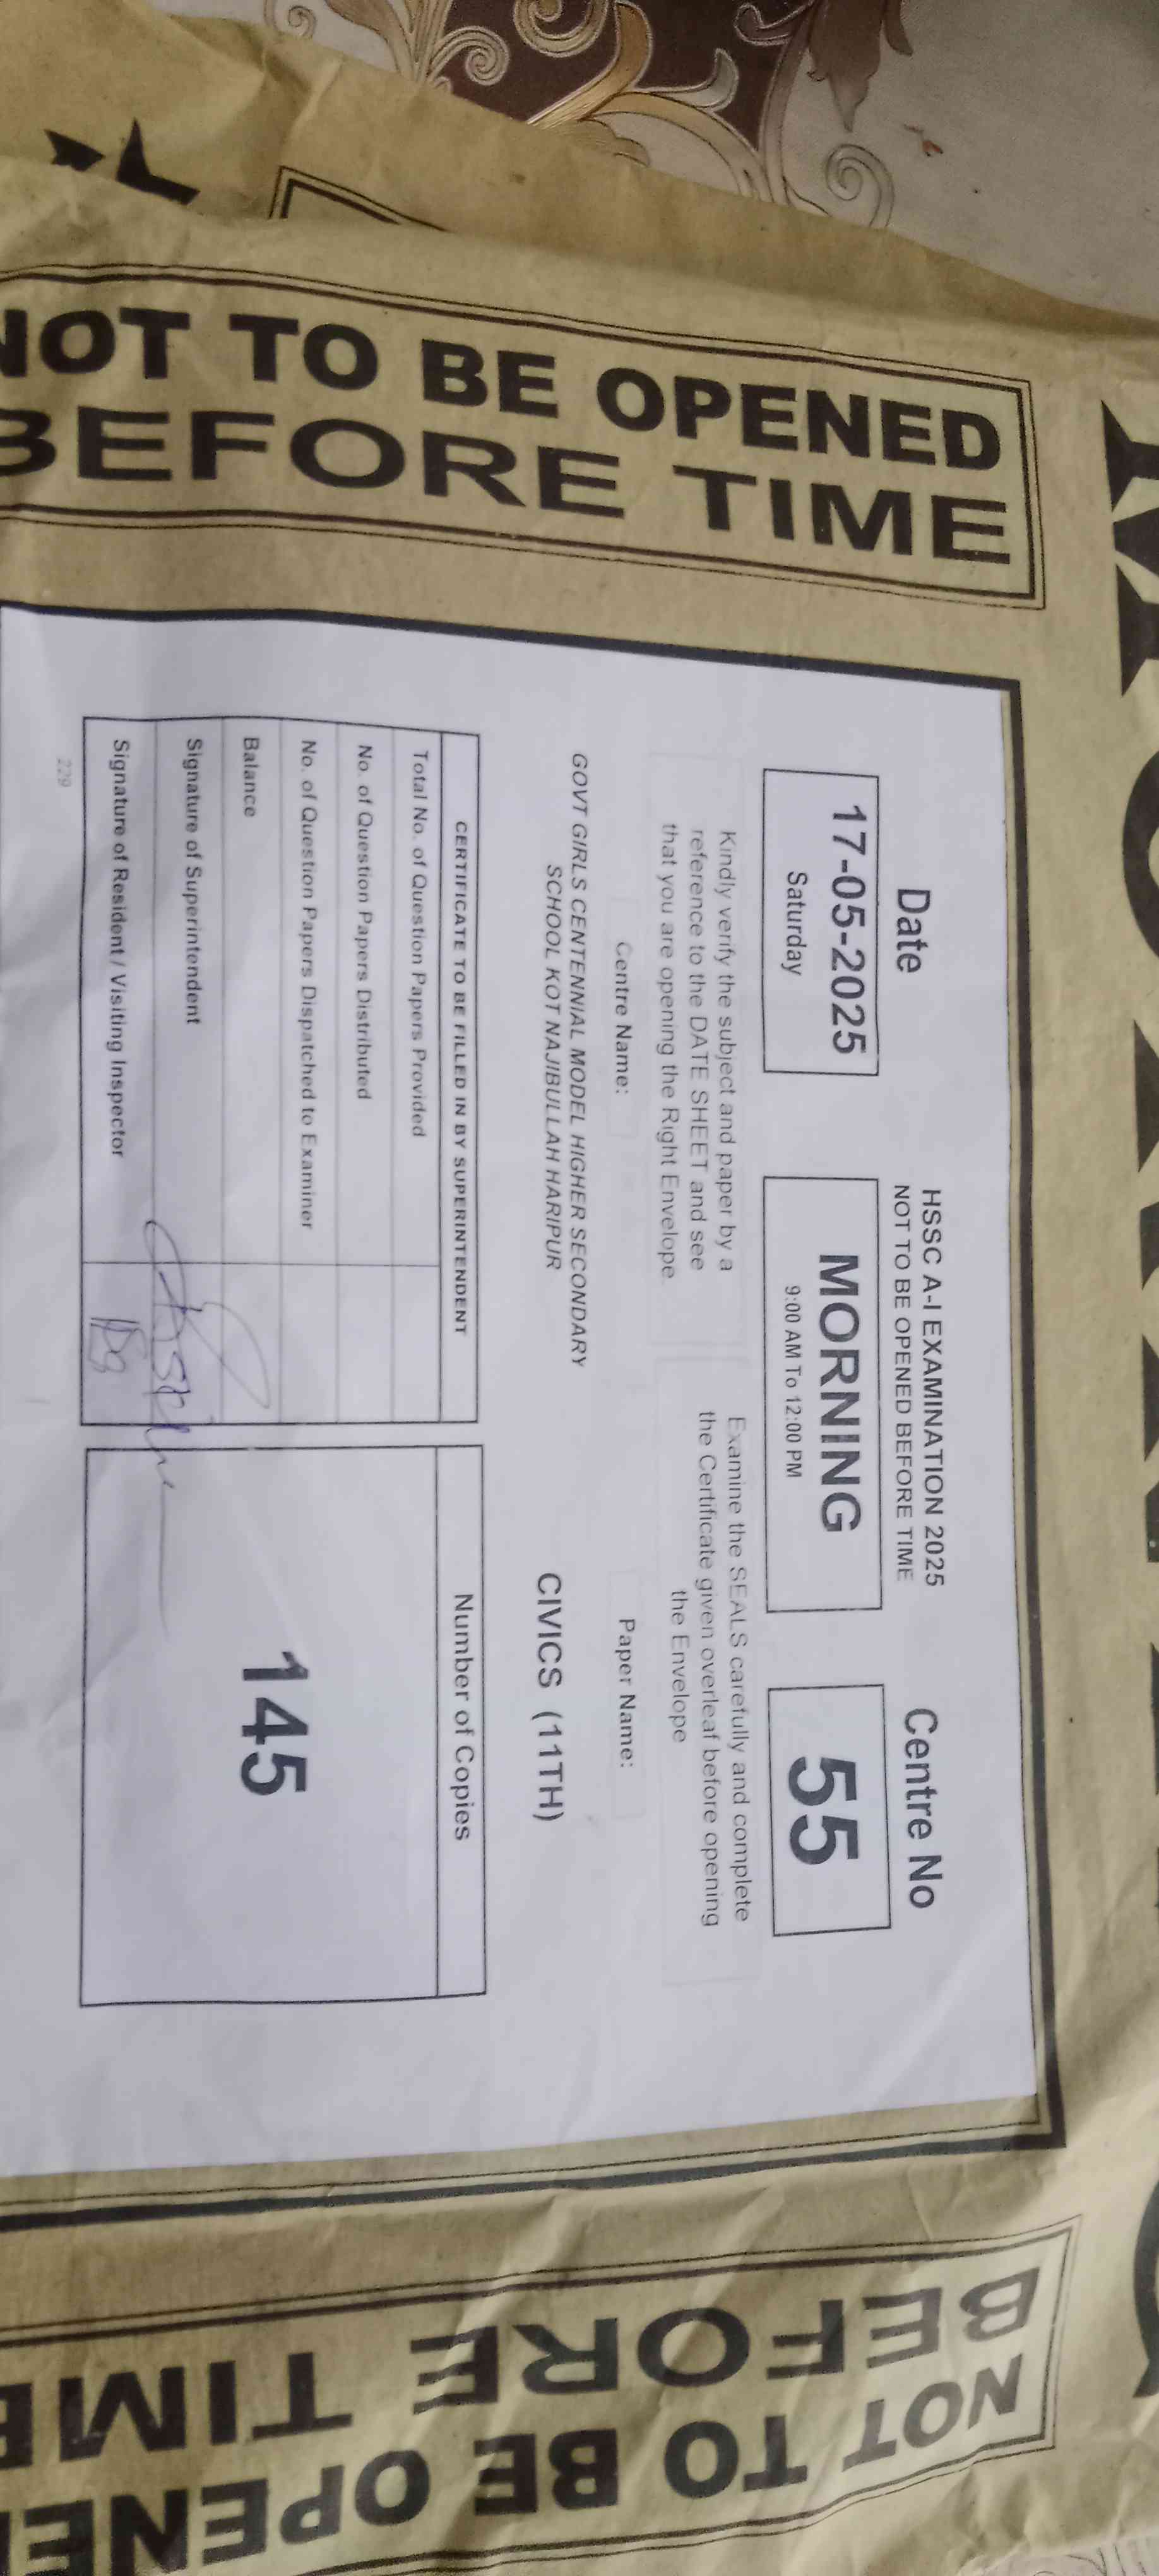 NOT TO BE OPENED
BEFORE TIME
HSSC A-I EXAMINATION 2025
NOT TO BE OPENED BEFORE TIME
Date
17-05-2025
Saturday
MORNING
9:00 AM To 12:00 PM
Centre No
55
Kindly verify the subject and paper by a
reference to the DATE SHEET and see
that you are opening the Right Envelope.
Examine the SEALS carefully and complete
the Certificate given overleaf before opening
the Envelope
Centre Name:
GOVT GIRLS CENTENNIAL MODEL HIGHER SECONDARY
SCHOOL KOT NAJIBULLAH HARIPUR
Paper Name:
CIVICS (11TH)
CERTIFICATE TO BE FILLED IN BY SUPERINTENDENT
Total No. of Question Papers Provided
No. of Question Papers Distributed
No. of Question Papers Dispatched to Examiner
Balance
Signature of Superintendent
Signature of Resident / Visiting Inspector
Number of Copies
145
229
NOT TO BE OPENE
BEFORE TIME